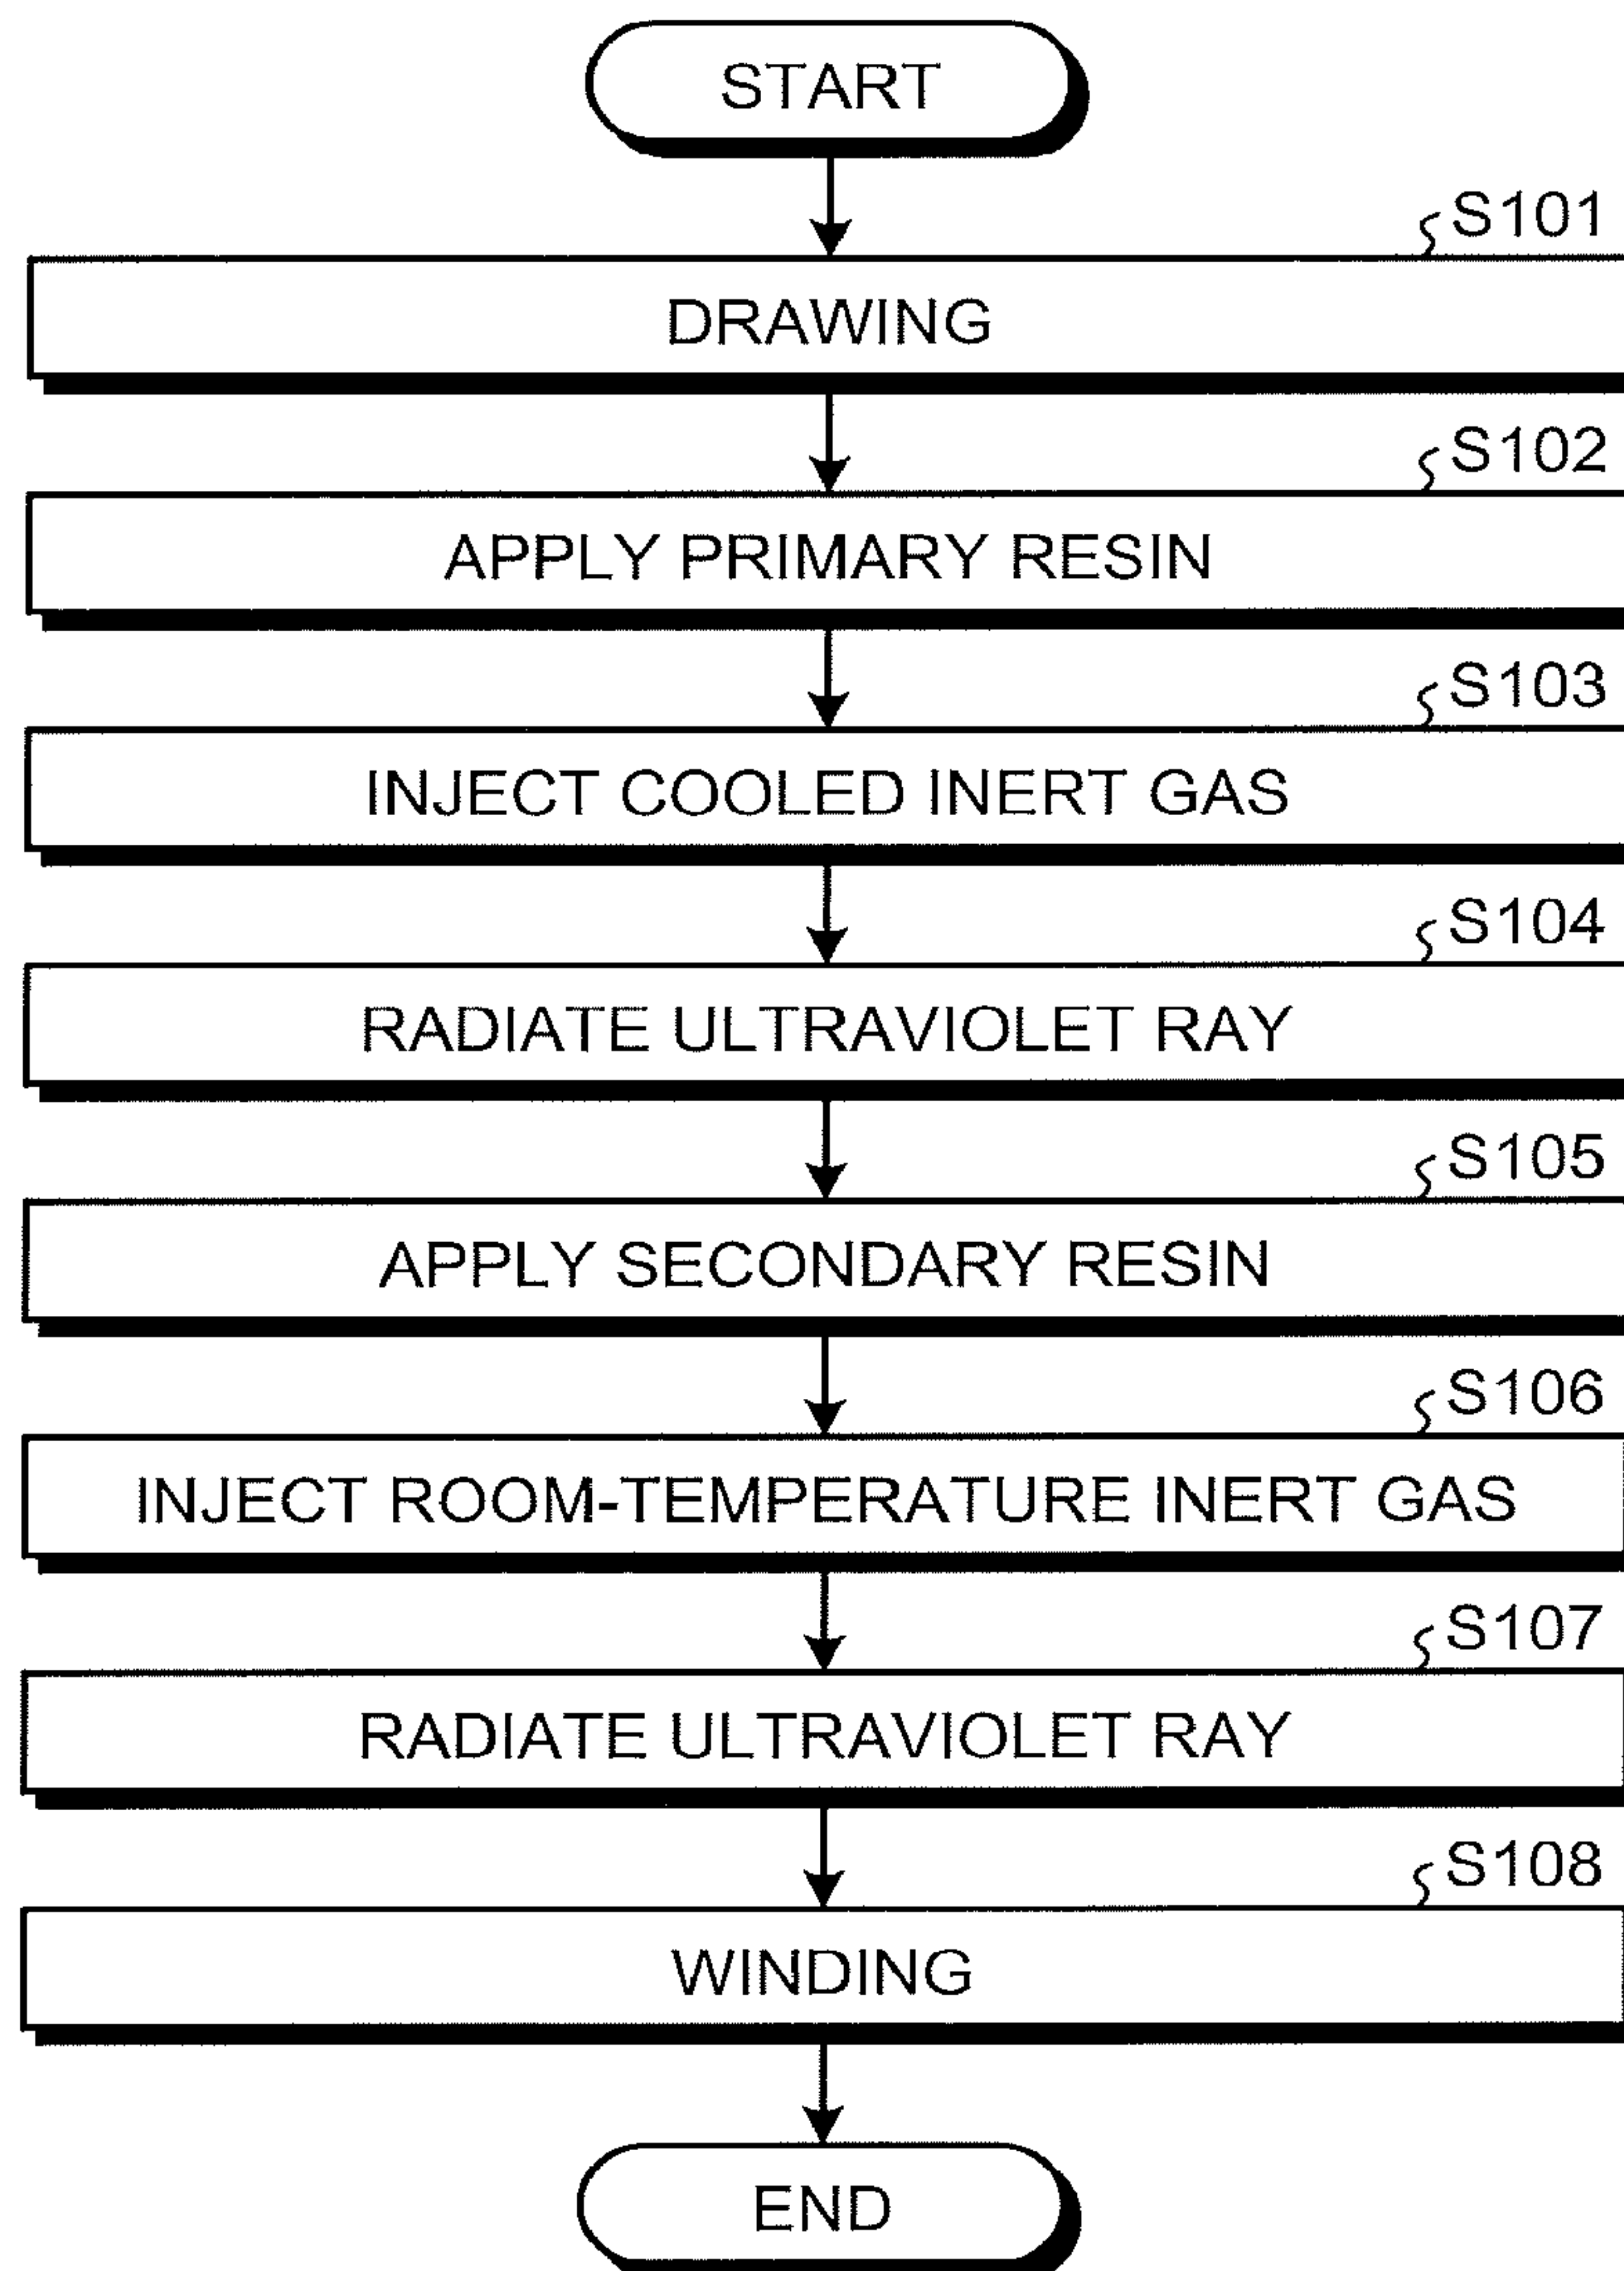 START
S101
DRAWING
S102
APPLY PRIMARY RESIN
S103
INJECT COOLED INERT GAS
S104
RADIATE ULTRAVIOLET RAY
S105
APPLY SECONDARY RESIN
S106
INJECT ROOM-TEMPERATURE INERT GAS
S107
RADIATE ULTRAVIOLET RAY
S108
WINDING
END